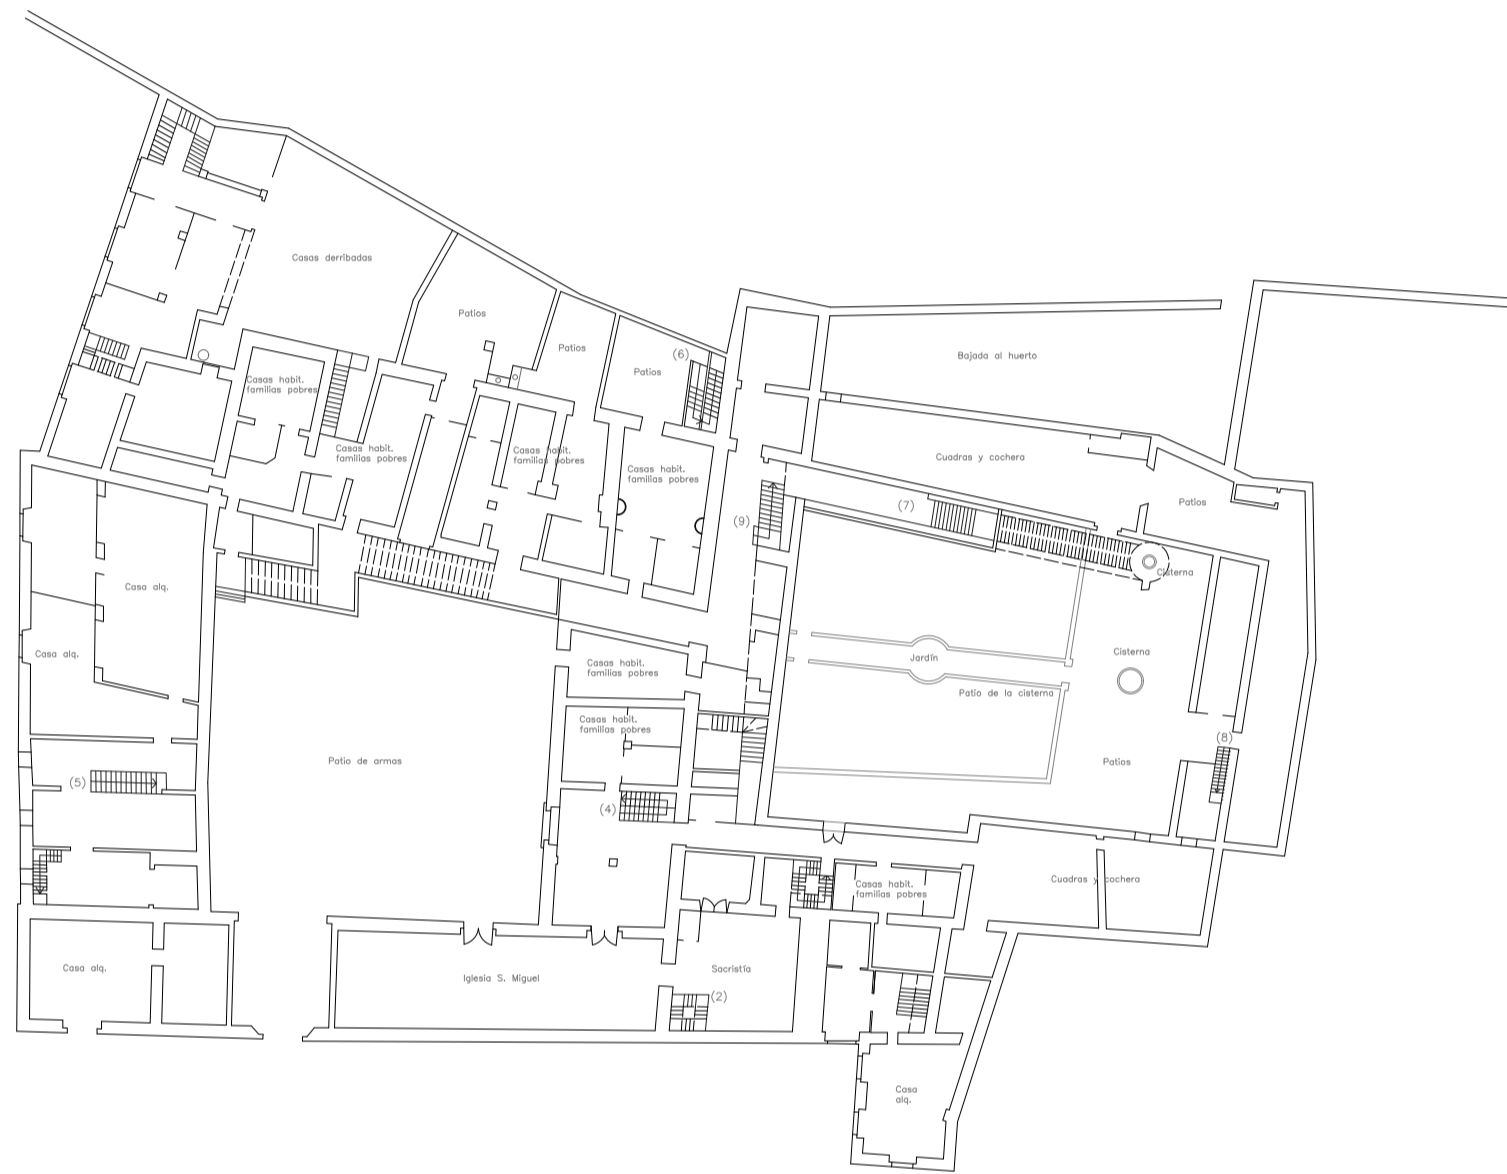 Casas derribadas
Patios
Patios
Patios
(6)
Bajada al huerto
Casas habit.
familias pobres
Casas habit.
familias pobres
Casas habit.
familias pobres
Casas habit.
familias pobres
Cuadras y cochera
Patios
(7)
(9)
Cisterna
Casa alq.
Casa alq.
Casas habit.
familias pobres
Jardín
Cisterna
Patio de la cisterna
Casas habit.
familias pobres
(8)
Patio de armas
Patios
(5)
(4)
Casas habit.
familias pobres
Cuadras y cochera
Casa alq.
Iglesia S. Miguel
Sacristía
(2)
Casa
alq.